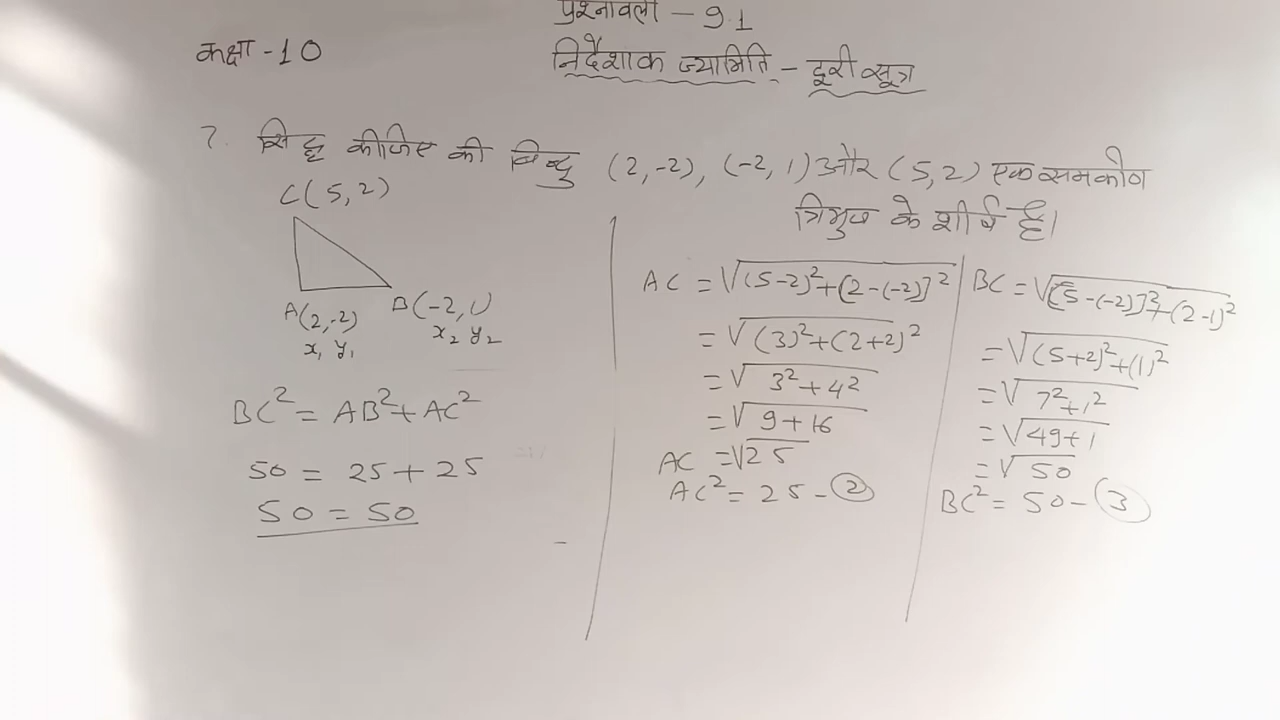 प्रश्नावली - 9.1
कक्षा - 10
निर्देशाक ज्यामिति - दूरी सूत्र
7. सिद्ध कीजिए की बिन्दु (2,-2), (-2,1) और (5,2) एक समकोण
त्रिभुज के शीर्ष है।
C(5,2)
A(2,-2) B(-2,1)
x₁ y₁ x₂ y₂
BC² = AB² + AC²
50 = 25 + 25
50 = 50
AC = √(5-2)²+(2-(-2)]²
= √(3)²+(2+2)²
= √3²+4²
= √9+16
AC = √25
AC² = 25 - ②
BC = √[5-(-2)]²+(2-1)²
= √(5+2)²+(1)²
= √7²+1²
= √49+1
= √50
BC² = 50 - ③